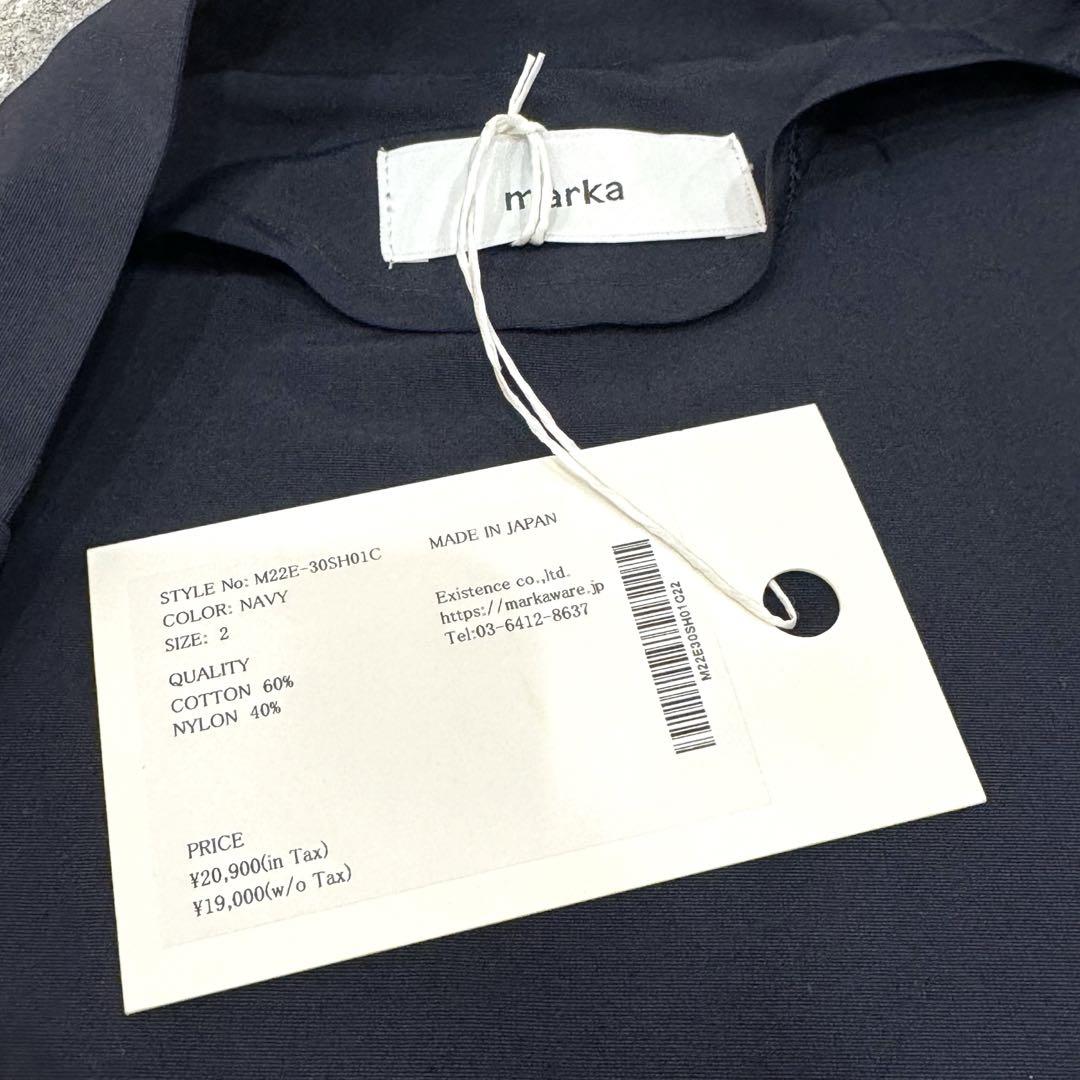 marka
STYLE No: M22E-30SH01C
COLOR: NAVY
SIZE: 2
QUALITY
COTTON 60%
NYLON 40%
PRICE
¥20,900(in Tax)
¥19,000(w/o Tax)
MADE IN JAPAN
Existence co.,ltd.
https://markaware.jp
Tel:03-6412-8637
M22E30SH01C22